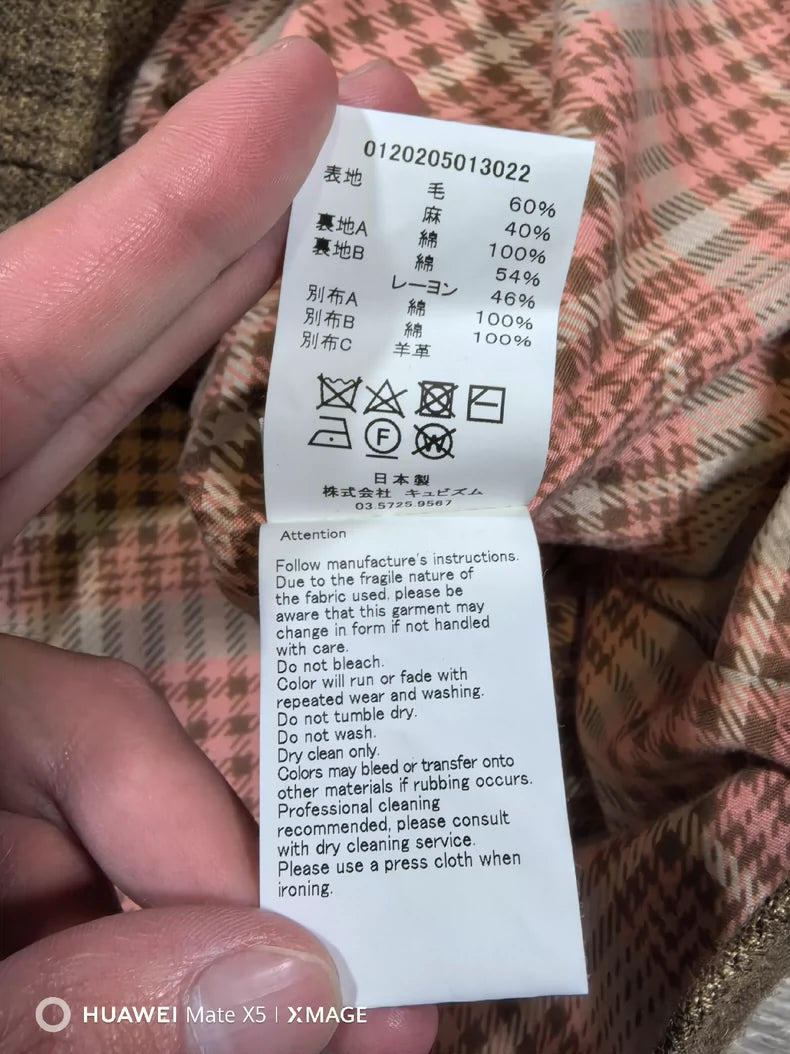 0120205013022
表地 毛 60%
麻 40%
裏地A 綿 100%
裏地B 綿 54%
レーヨン 46%
別布A 綿 100%
別布B 綿 100%
別布C 羊革
F
W
日本製
株式会社 キュビズム
03.5725.9567
Attention
Follow manufacture's instructions.
Due to the fragile nature of
the fabric used, please be
aware that this garment may
change in form if not handled
with care.
Do not bleach.
Color will run or fade with
repeated wear and washing.
Do not tumble dry.
Do not wash.
Dry clean only.
Colors may bleed or transfer onto
other materials if rubbing occurs.
Professional cleaning
recommended, please consult
with dry cleaning service.
Please use a press cloth when
ironing.
HUAWEI Mate X5 | XMAGE